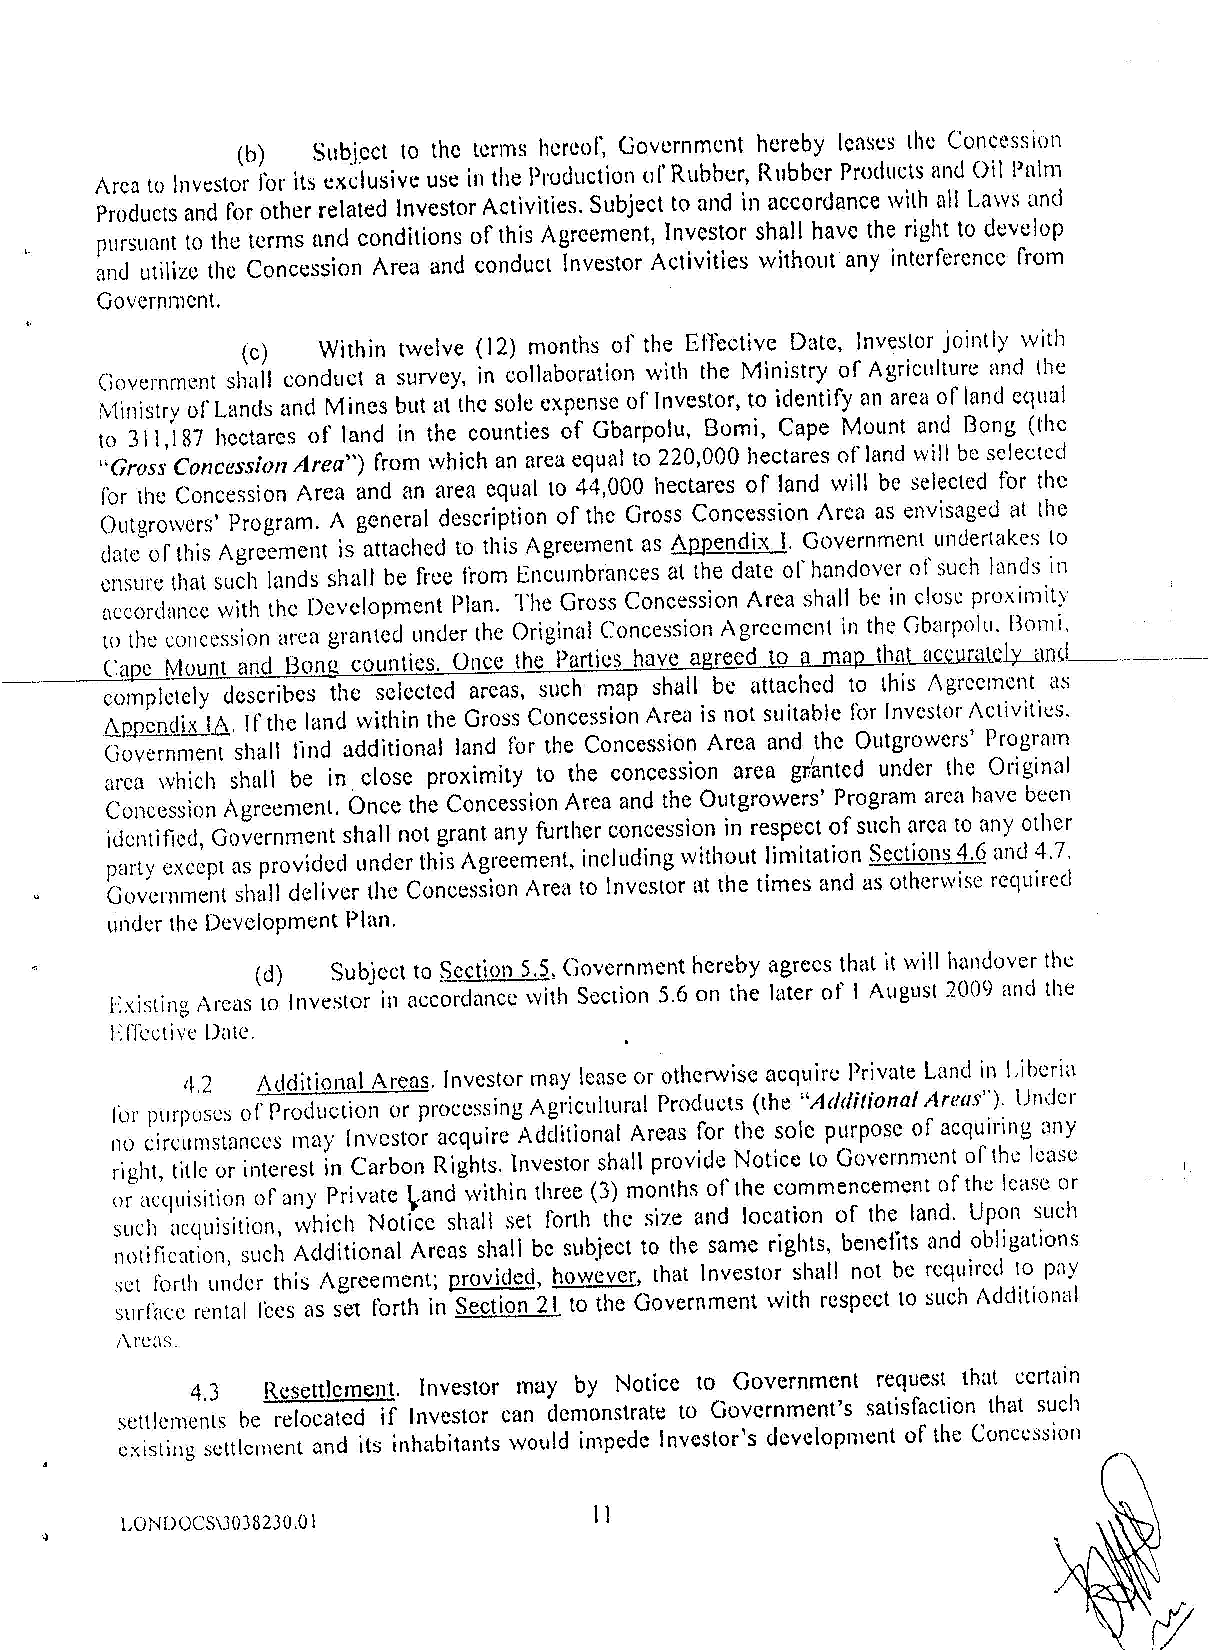 (b) Subject to the terms hereof, Government hereby leases the Concession
Area to Investor for its exclusive use in the Production of Rubber, Rubber Products and Oil Palm
Products and for other related Investor Activities. Subject to and in accordance with all Laws and
pursuant to the terms and conditions of this Agreement, Investor shall have the right to develop
and utilize the Concession Area and conduct Investor Activities without any interference from
Government.
(c) Within twelve (12) months of the Effective Date, Investor jointly with
Government shall conduct a survey, in collaboration with the Ministry of Agriculture and the
Ministry of Lands and Mines but at the sole expense of Investor, to identify an area of land equal
to 311,187 hectares of land in the counties of Gbarpolu, Bomi, Cape Mount and Bong (the
"Gross Concession Area") from which an area equal to 220,000 hectares of land will be selected
for the Concession Area and an area equal to 44,000 hectares of land will be selected for the
Outgrowers' Program. A general description of the Gross Concession Area as envisaged at the
date of this Agreement is attached to this Agreement as Appendix I. Government undertakes to
ensure that such lands shall be free from Encumbrances at the date of handover of such lands in
accordance with the Development Plan. The Gross Concession Area shall be in close proximity
to the concession area granted under the Original Concession Agreement in the Gbarpolu, Bomi,
Cape Mount and Bong counties. Once the Parties have agreed to a map that accurately and
completely describes the selected areas, such map shall be attached to this Agreement as
Appendix IA. If the land within the Gross Concession Area is not suitable for Investor Activities,
Government shall find additional land for the Concession Area and the Outgrowers' Program
area which shall be in close proximity to the concession area granted under the Original
Concession Agreement. Once the Concession Area and the Outgrowers' Program area have been
identified, Government shall not grant any further concession in respect of such area to any other
party except as provided under this Agreement, including without limitation Sections 4.6 and 4.7.
Government shall deliver the Concession Area to Investor at the times and as otherwise required
under the Development Plan.
(d) Subject to Section 5.5, Government hereby agrees that it will handover the
Existing Areas to Investor in accordance with Section 5.6 on the later of 1 August 2009 and the
Effective Date.
4.2 Additional Areas. Investor may lease or otherwise acquire Private Land in Liberia
for purposes of Production or processing Agricultural Products (the "Additional Areas"). Under
no circumstances may Investor acquire Additional Areas for the sole purpose of acquiring any
right, title or interest in Carbon Rights. Investor shall provide Notice to Government of the lease
or acquisition of any Private Land within three (3) months of the commencement of the lease or
such acquisition, which Notice shall set forth the size and location of the land. Upon such
notification, such Additional Areas shall be subject to the same rights, benefits and obligations
set forth under this Agreement; provided, however, that Investor shall not be required to pay
surface rental fees as set forth in Section 21 to the Government with respect to such Additional
Areas.
4.3 Resettlement. Investor may by Notice to Government request that certain
settlements be relocated if Investor can demonstrate to Government's satisfaction that such
existing settlement and its inhabitants would impede Investor's development of the Concession
LONDOCS\3038230.01
11